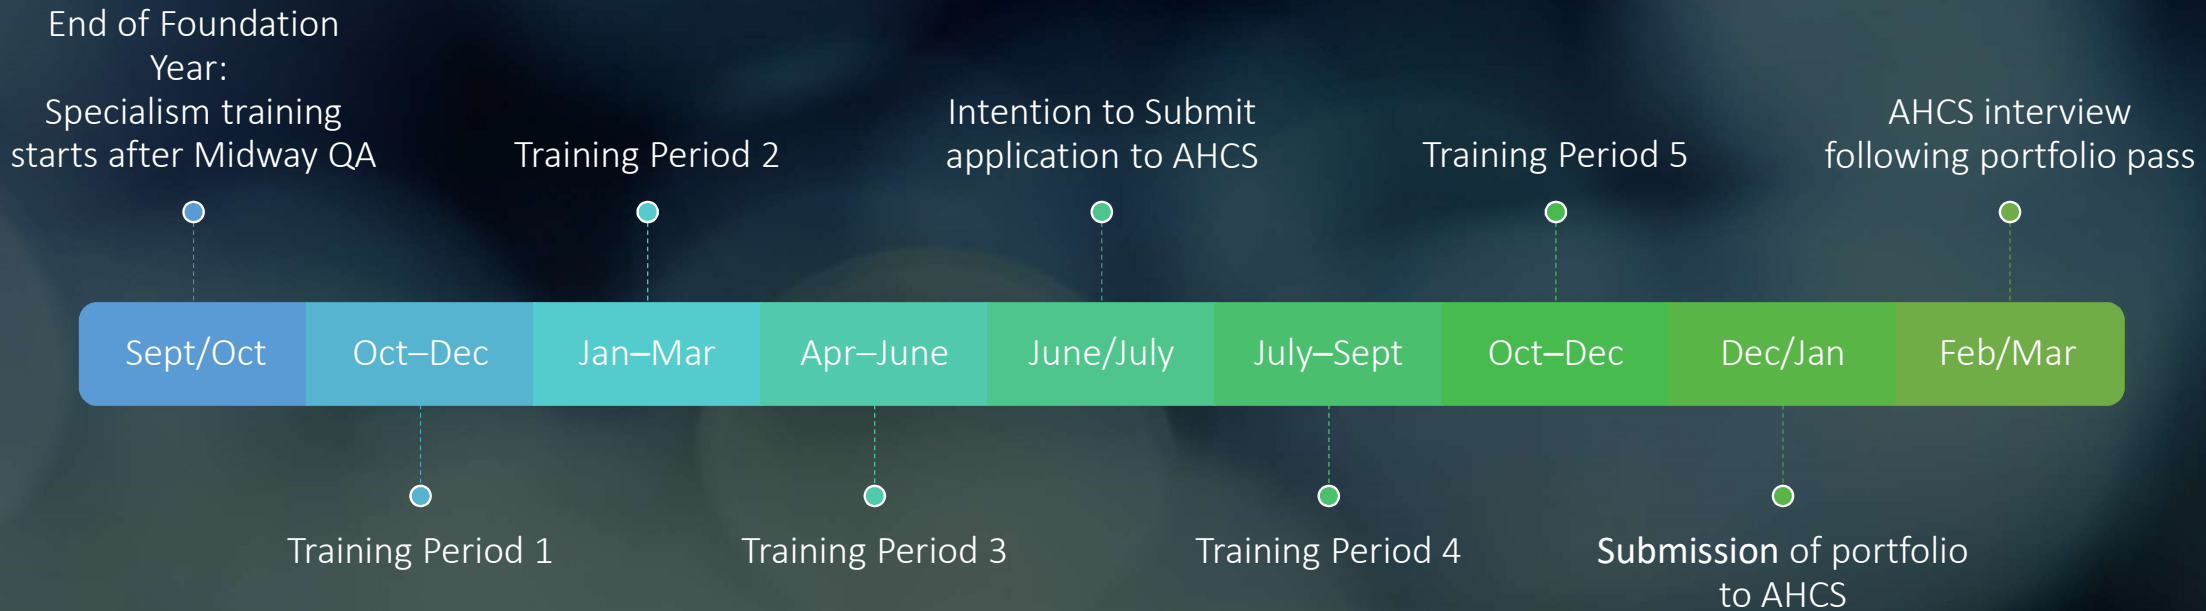 End of Foundation
Year:
Specialism training
starts after Midway QA
Training Period 2
Intention to Submit
application to AHCS
Training Period 5
AHCS interview
following portfolio pass
Sept/Oct
Oct–Dec
Jan–Mar
Apr–June
June/July
July–Sept
Oct–Dec
Dec/Jan
Feb/Mar
Training Period 1
Training Period 3
Training Period 4
Submission of portfolio
to AHCS